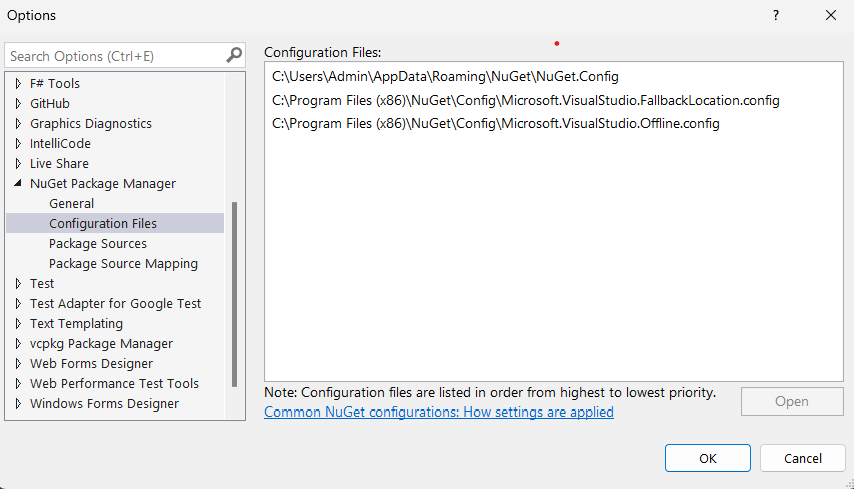 Options
?
Search Options (Ctrl+E)
F# Tools
GitHub
Graphics Diagnostics
IntelliCode
Live Share
NuGet Package Manager
General
Configuration Files
Package Sources
Package Source Mapping
Test
Test Adapter for Google Test
Text Templating
vcpkg Package Manager
Web Forms Designer
Web Performance Test Tools
Windows Forms Designer
Configuration Files:
C:\Users\Admin\AppData\Roaming\NuGet\NuGet.Config
C:\Program Files (x86)\NuGet\Config\Microsoft.VisualStudio.FallbackLocation.config
C:\Program Files (x86)\NuGet\Config\Microsoft.VisualStudio.Offline.config
Note: Configuration files are listed in order from highest to lowest priority.
Common NuGet configurations: How settings are applied
Open
OK
Cancel